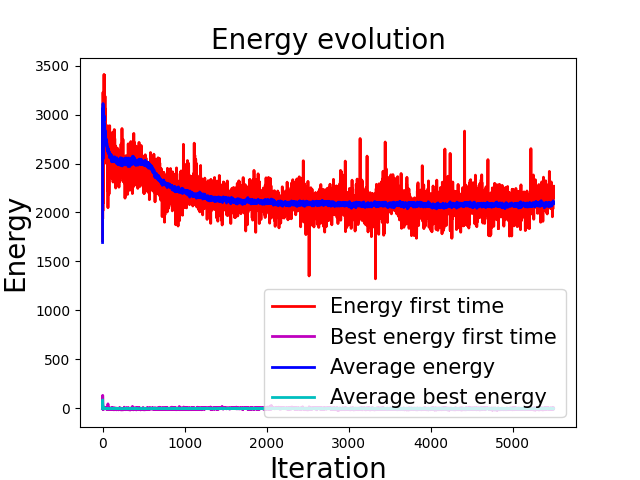 Energy evolution
Energy
3500
3000
2500
2000
1500
1000
500
0
Energy first time
Best energy first time
Average energy
Average best energy
0 1000 2000 3000 4000 5000
Iteration